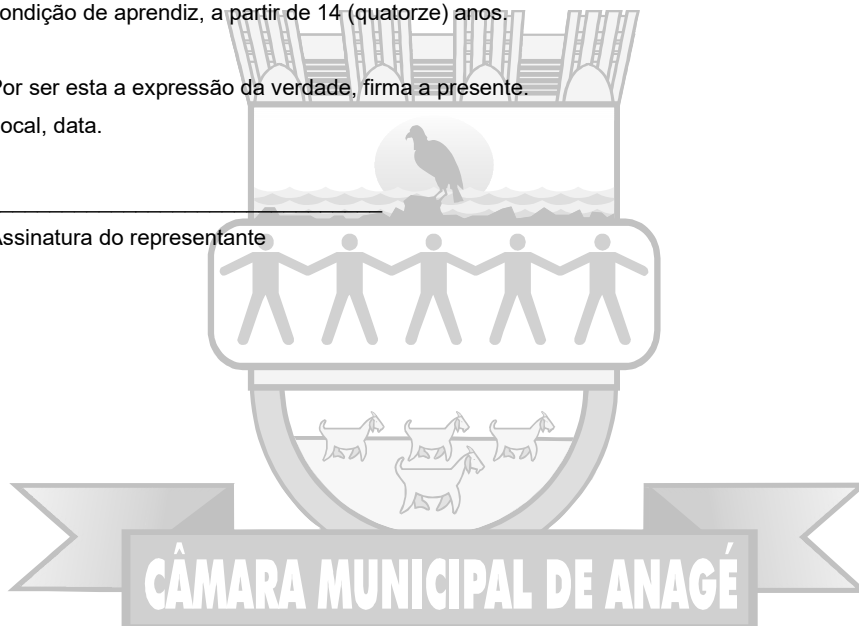 ondição de aprendiz, a partir de 14 (quatorze) anos.
Por ser esta a expressão da verdade, firma a presente.
ocal, data.
________________________________
Assinatura do representante
CÂMARA MUNICIPAL DE ANAGÉ